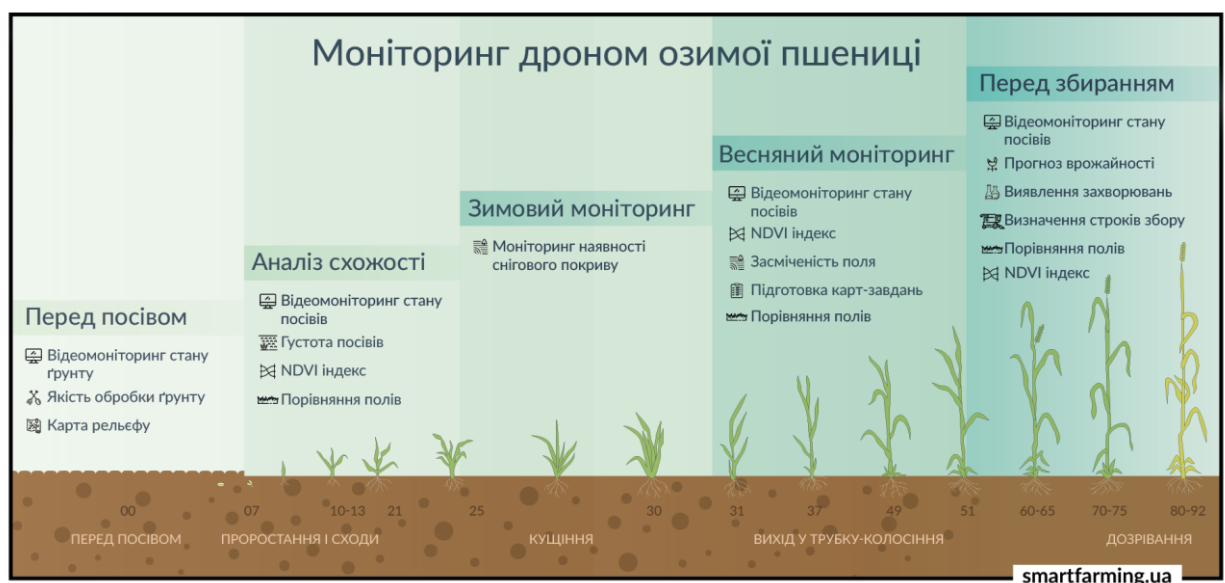 Моніторинг дроном озимої пшениці
Перед посівом
Відеомоніторинг стану
ґрунту
Якість обробки ґрунту
Карта рельєфу
Аналіз схожості
Відеомоніторинг стану
посівів
Густота посівів
NDVI індекс
Порівняння полів
Зимовий моніторинг
Моніторинг наявності
снігового покриву
Весняний моніторинг
Відеомоніторинг стану
посівів
NDVI індекс
Засміченість поля
Підготовка карт-завдань
Порівняння полів
Перед збиранням
Відеомоніторинг стану
посівів
Прогноз врожайності
Виявлення захворювань
Визначення строків збору
Порівняння полів
NDVI індекс
00 07 10-13 21 25 30 31 37 49 51 60-65 70-75 80-92
ПЕРЕД ПОСІВОМ ПРОРОСТАННЯ І СХОДИ КУЩІННЯ ВИХІД У ТРУБКУ-КОЛОСІННЯ ДОЗРІВАННЯ
smartfarming.ua